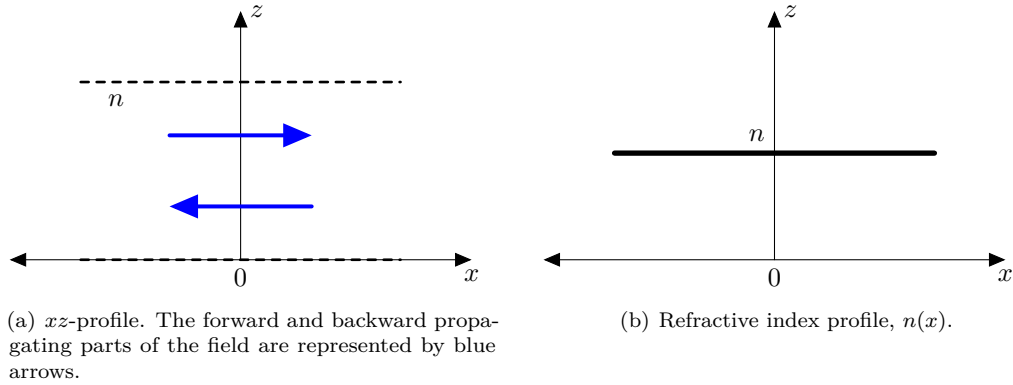 z
n
x
0
(a) xz-profile. The forward and backward propa-
gating parts of the field are represented by blue
arrows.
z
n
x
0
(b) Refractive index profile, n(x).